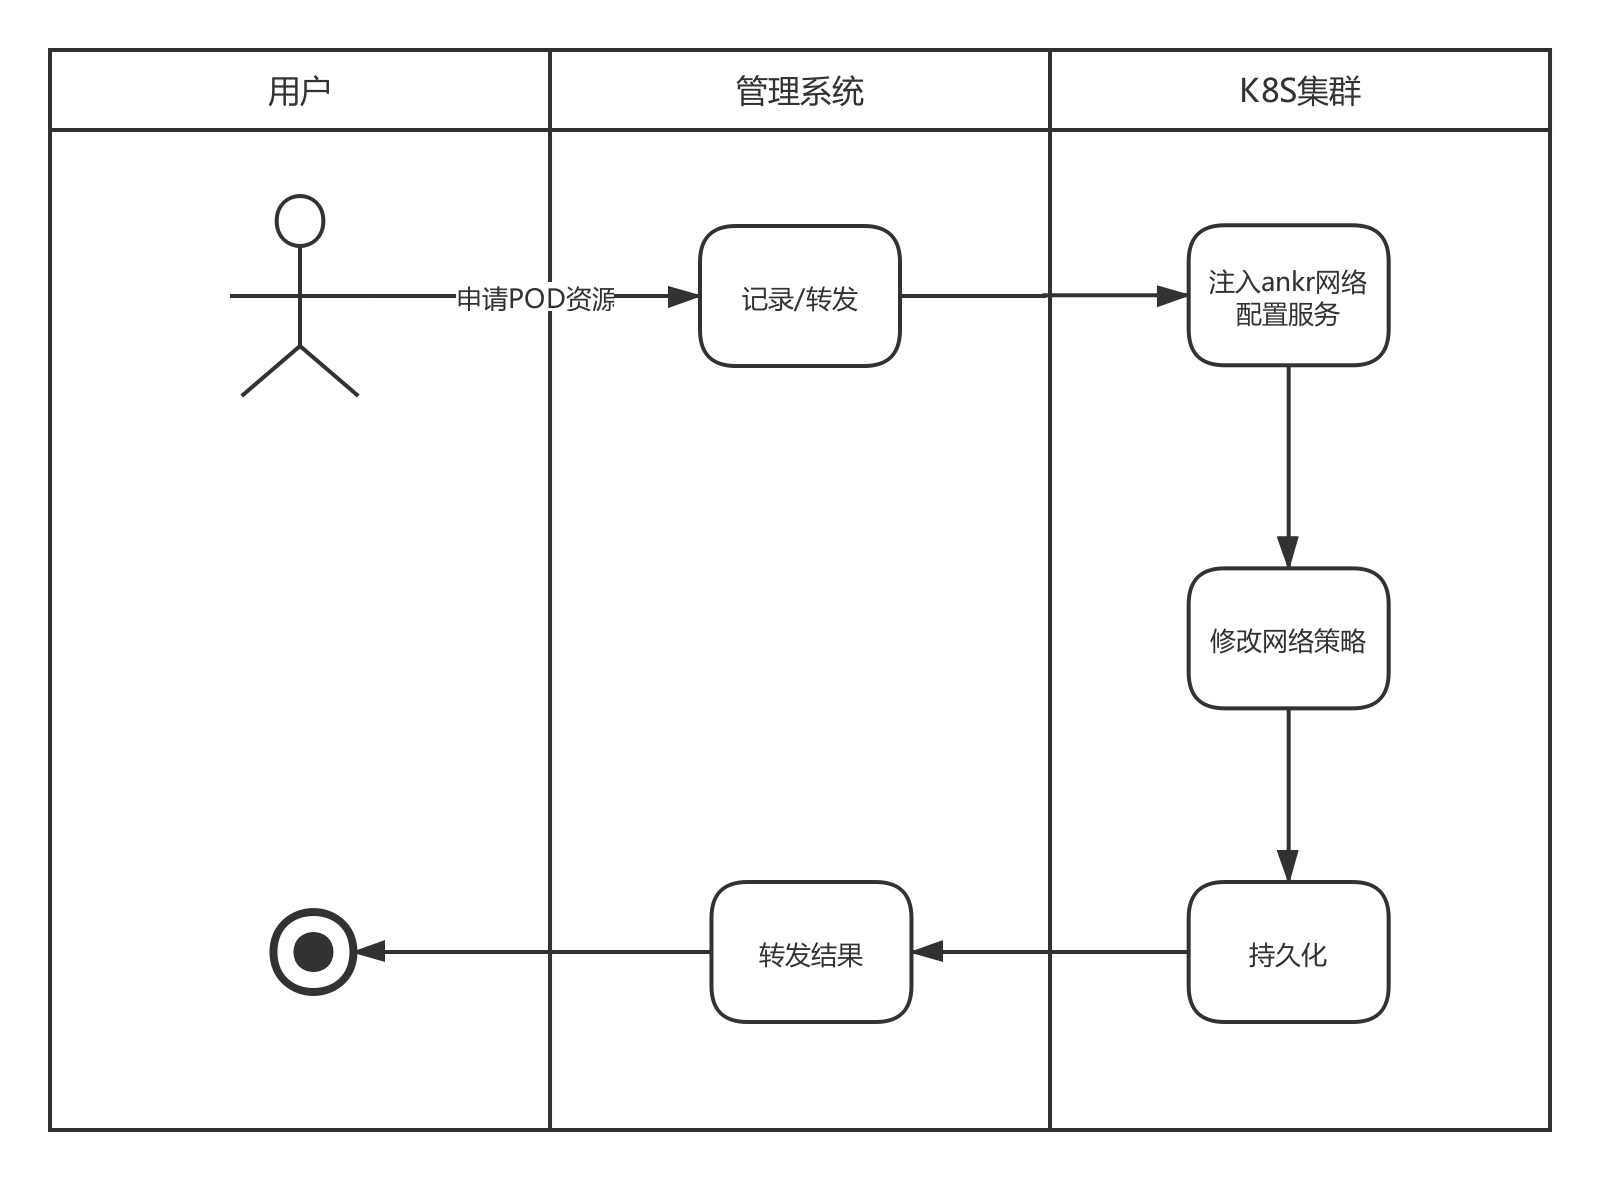 用户
管理系统
K8S集群
申请POD资源
记录/转发
注入ankr网络
配置服务
修改网络策略
转发结果
持久化